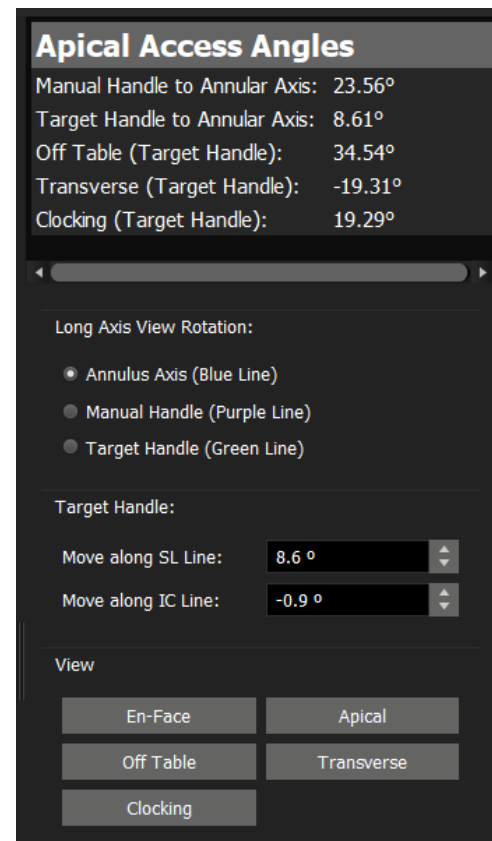 Apical Access Angles
Manual Handle to Annular Axis: 23.56º
Target Handle to Annular Axis: 8.61º
Off Table (Target Handle): 34.54º
Transverse (Target Handle): -19.31º
Clocking (Target Handle): 19.29º
Long Axis View Rotation:
Annulus Axis (Blue Line)
Manual Handle (Purple Line)
Target Handle (Green Line)
Target Handle:
Move along SL Line: 8.6 º
Move along IC Line: -0.9 º
View
En-Face Apical
Off Table Transverse
Clocking